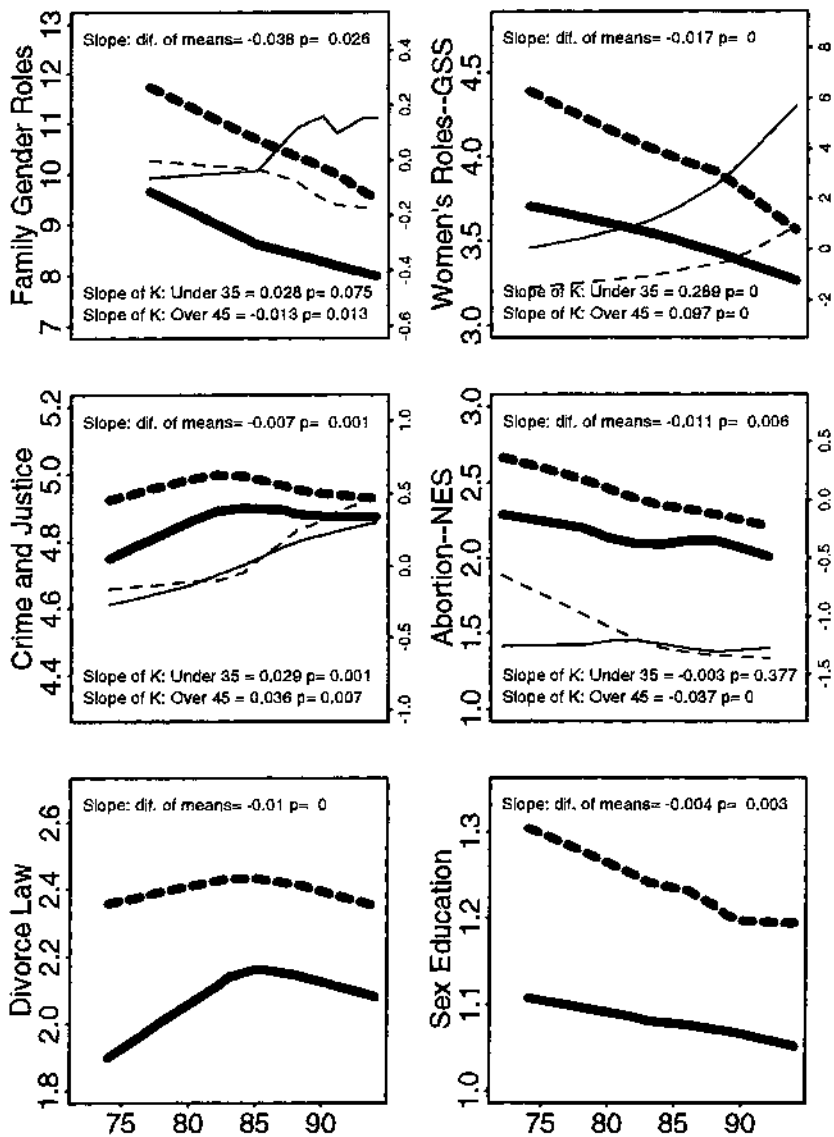 Family Gender Roles
13
12
11
10
9
8
7
Slope: dif. of means= -0.038 p= 0.026
Slope of K: Under 35 = 0.028 p= 0.075
Slope of K: Over 45 = -0.013 p= 0.013
0.4
0.2
0.0
-0.2
-0.4
-0.6
Women's Roles--GSS
4.5
4.0
3.5
3.0
Slope: dif. of means= -0.017 p= 0
Slope of K: Under 35 = 0.289 p= 0
Slope of K: Over 45 = 0.097 p= 0
8
6
4
2
0
-2
Crime and Justice
5.2
5.0
4.8
4.6
4.4
Slope: dif. of means= -0.007 p= 0.001
Slope of K: Under 35 = 0.029 p= 0.001
Slope of K: Over 45 = 0.036 p= 0.007
1.0
0.5
0.0
-0.5
-1.0
Abortion--NES
3.0
2.5
2.0
1.5
1.0
Slope: dif. of means= -0.011 p= 0.006
Slope of K: Under 35 = -0.003 p= 0.377
Slope of K: Over 45 = -0.037 p= 0
0.5
0.0
-0.5
-1.0
-1.5
Divorce Law
2.6
2.4
2.2
2.0
1.8
Slope: dif. of means= -0.01 p= 0
75 80 85 90
Sex Education
1.3
1.2
1.1
1.0
Slope: dif. of means= -0.004 p= 0.003
75 80 85 90